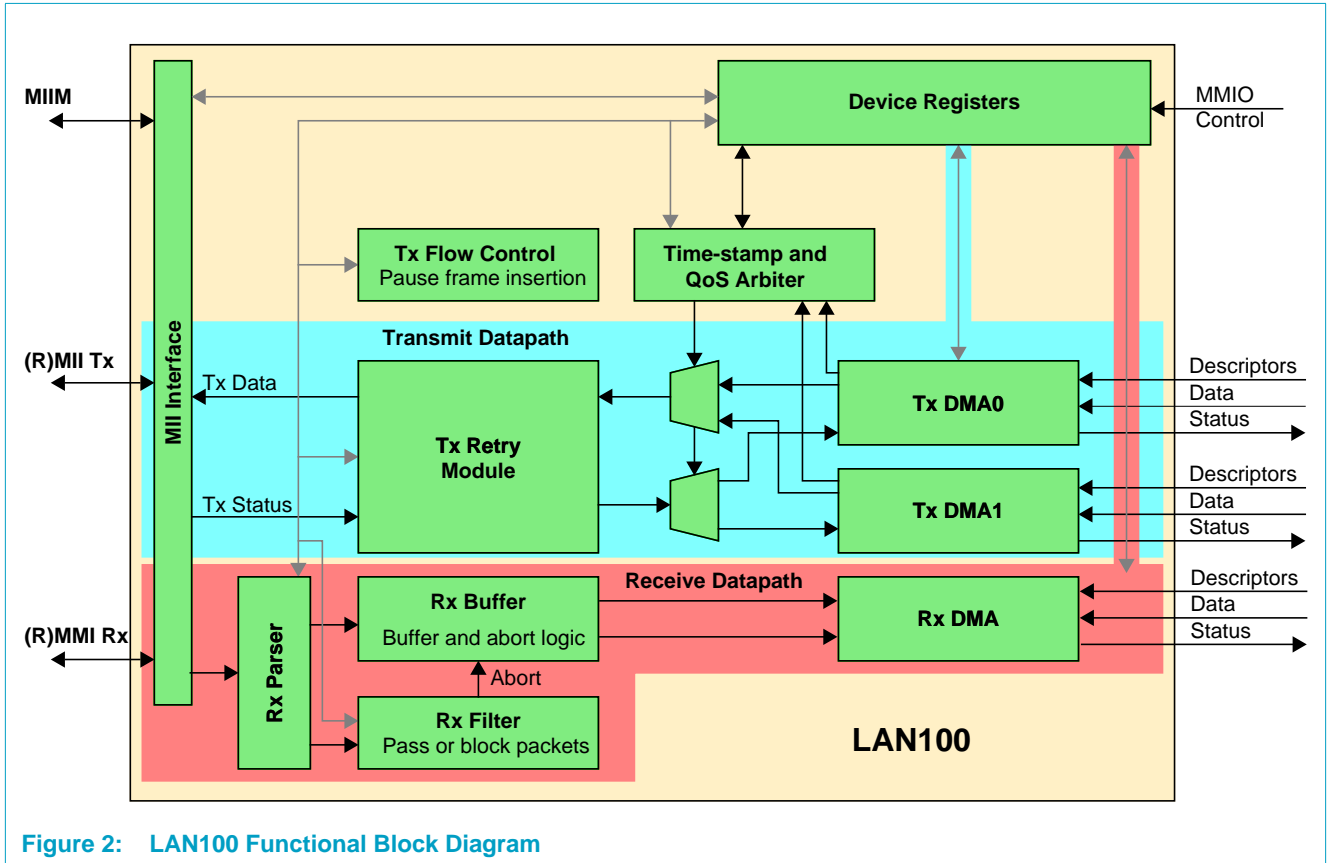 MIIM
Device Registers
MMIO
Control
Tx Flow Control
Pause frame insertion
Time-stamp and
QoS Arbiter
MII Interface
Transmit Datapath
(R)MII Tx
Tx Data
Tx Retry
Module
Tx Status
Tx DMA0
Descriptors
Data
Status
Tx DMA1
Descriptors
Data
Status
Receive Datapath
(R)MMI Rx
Rx Parser
Rx Buffer
Buffer and abort logic
Abort
Rx Filter
Pass or block packets
Rx DMA
Descriptors
Data
Status
LAN100
Figure 2: LAN100 Functional Block Diagram